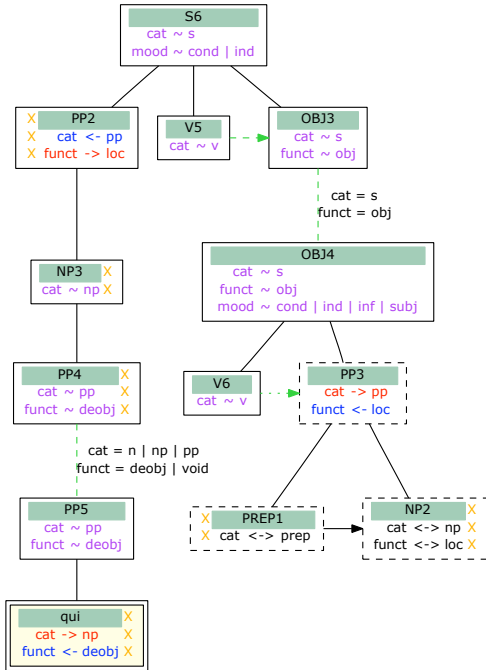 S6
cat ~ s
mood ~ cond | ind
X PP2
X cat <- pp
X funct -> loc
V5
cat ~ v
OBJ3
cat ~ s
funct ~ obj
cat = s
funct = obj
NP3 X
cat ~ np X
OBJ4
cat ~ s
funct ~ obj
mood ~ cond | ind | inf | subj
PP4 X
cat ~ pp X
funct ~ deobj X
V6
cat ~ v
PP3
cat -> pp
funct <- loc
cat = n | np | pp
funct = deobj | void
PP5
cat ~ pp
funct ~ deobj
X PREP1
X cat <-> prep
NP2 X
cat <-> np X
funct <-> loc X
qui X
cat -> np X
funct <- deobj X